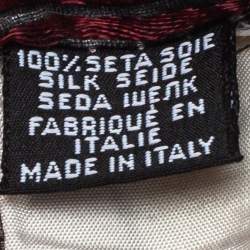 100% SETA SOIE
SILK SEIDE
SEDA ШЕЛК
FABRIQUÉ EN
ITALIE
MADE IN ITALY